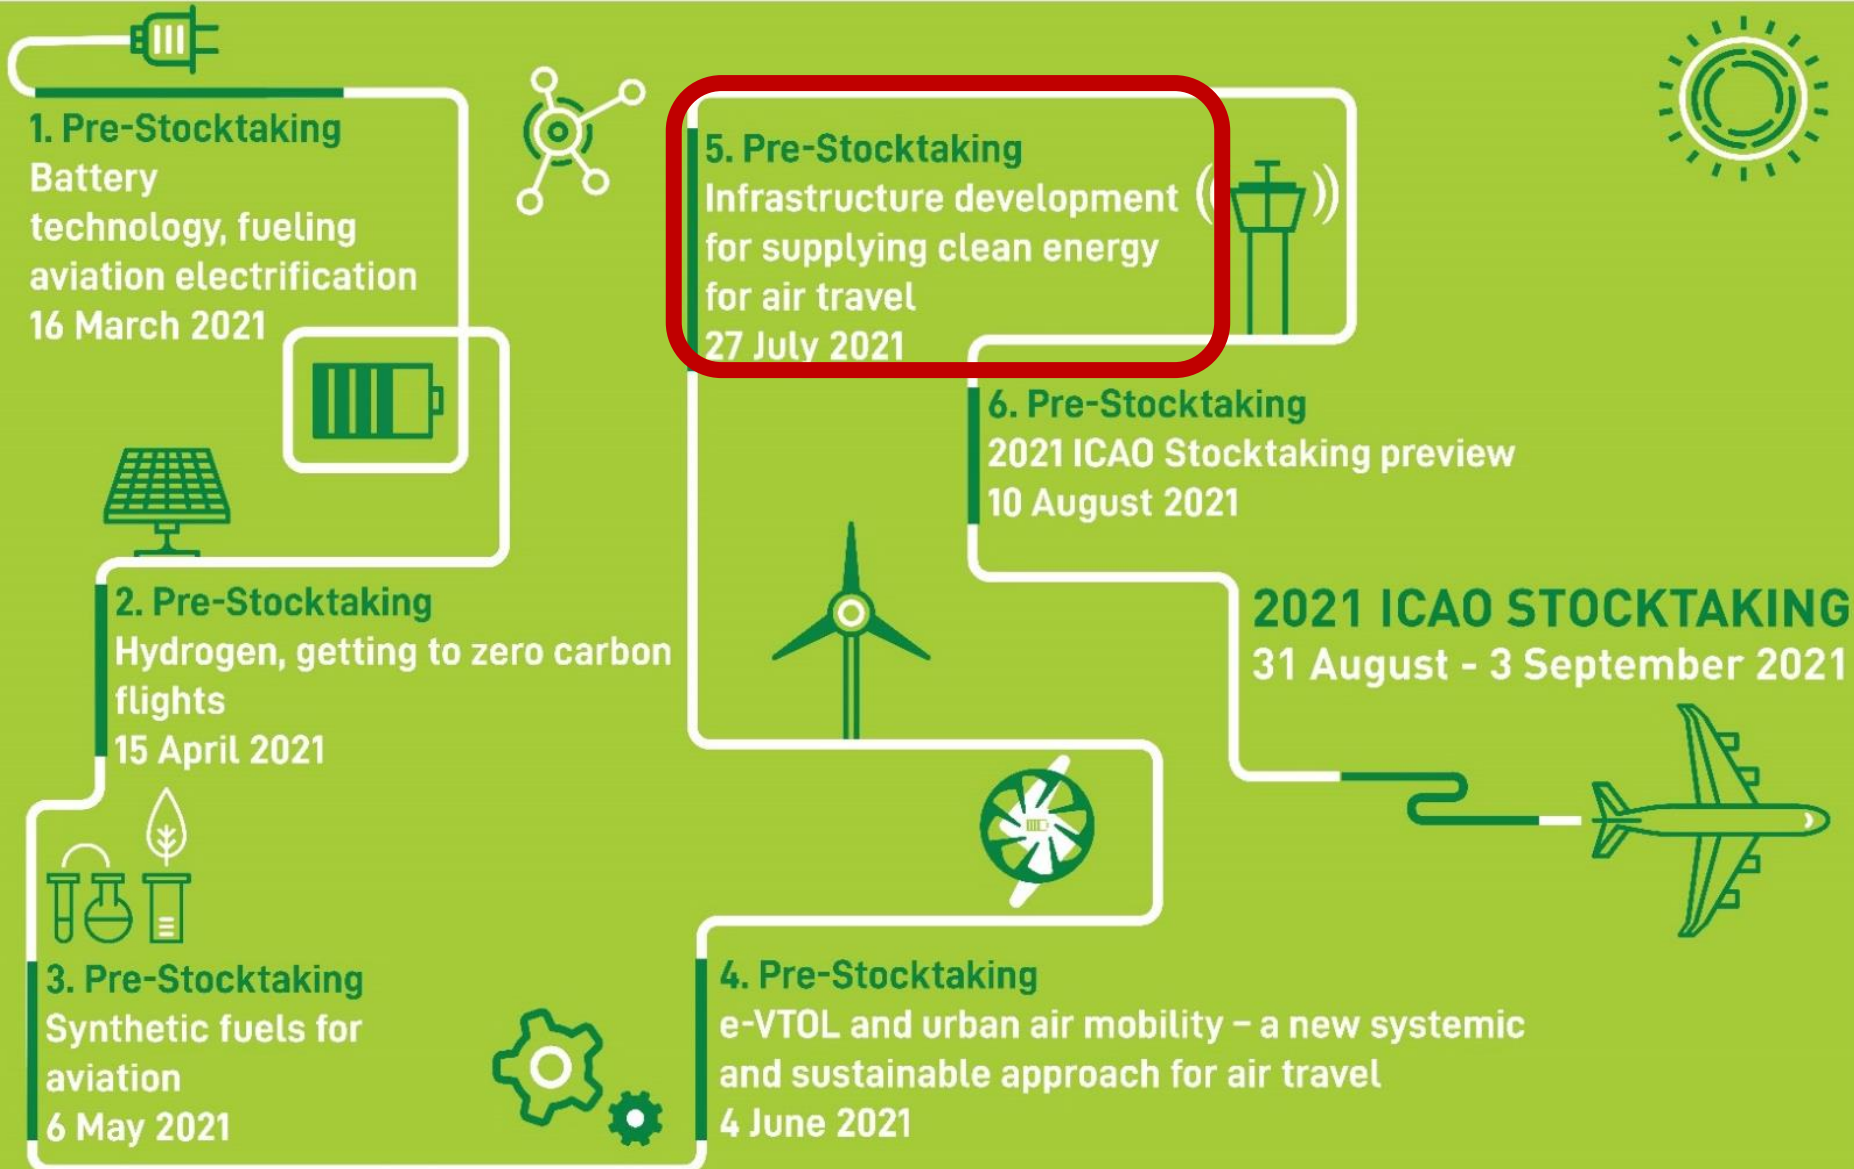 1. Pre-Stocktaking
Battery
technology, fueling
aviation electrification
16 March 2021
2. Pre-Stocktaking
Hydrogen, getting to zero carbon
flights
15 April 2021
3. Pre-Stocktaking
Synthetic fuels for
aviation
6 May 2021
4. Pre-Stocktaking
e-VTOL and urban air mobility – a new systemic
and sustainable approach for air travel
4 June 2021
5. Pre-Stocktaking
Infrastructure development
for supplying clean energy
for air travel
27 July 2021
6. Pre-Stocktaking
2021 ICAO Stocktaking preview
10 August 2021
2021 ICAO STOCKTAKING
31 August - 3 September 2021